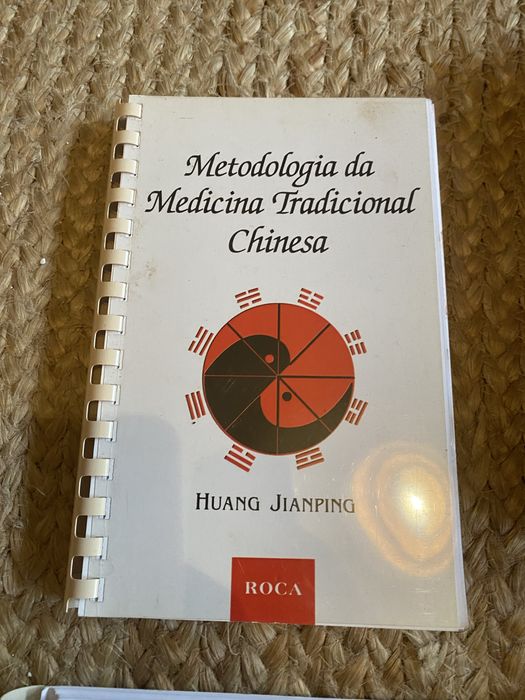 Metodologia da
Medicina Tradicional
Chinesa
HUANG JIANPING
ROCA